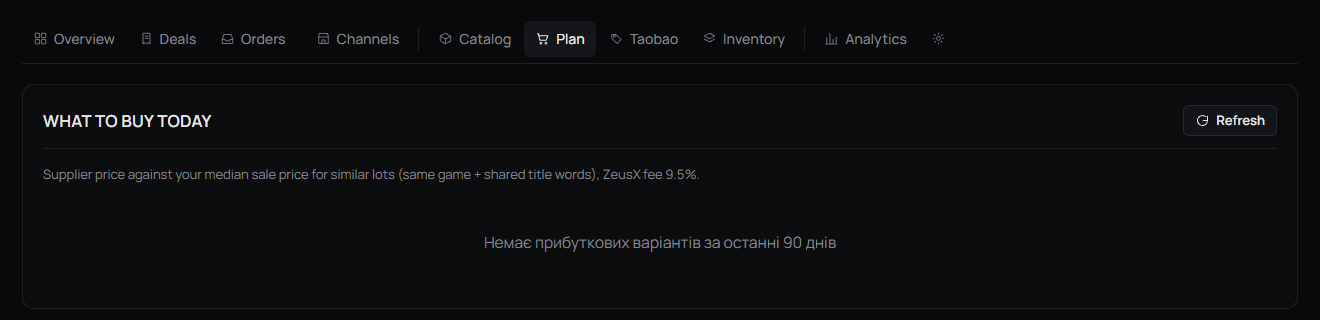 Overview Deals Orders Channels Catalog Plan Taobao Inventory Analytics
WHAT TO BUY TODAY Refresh
Supplier price against your median sale price for similar lots (same game + shared title words), ZeusX fee 9.5%.
Немає прибуткових варіантів за останні 90 днів